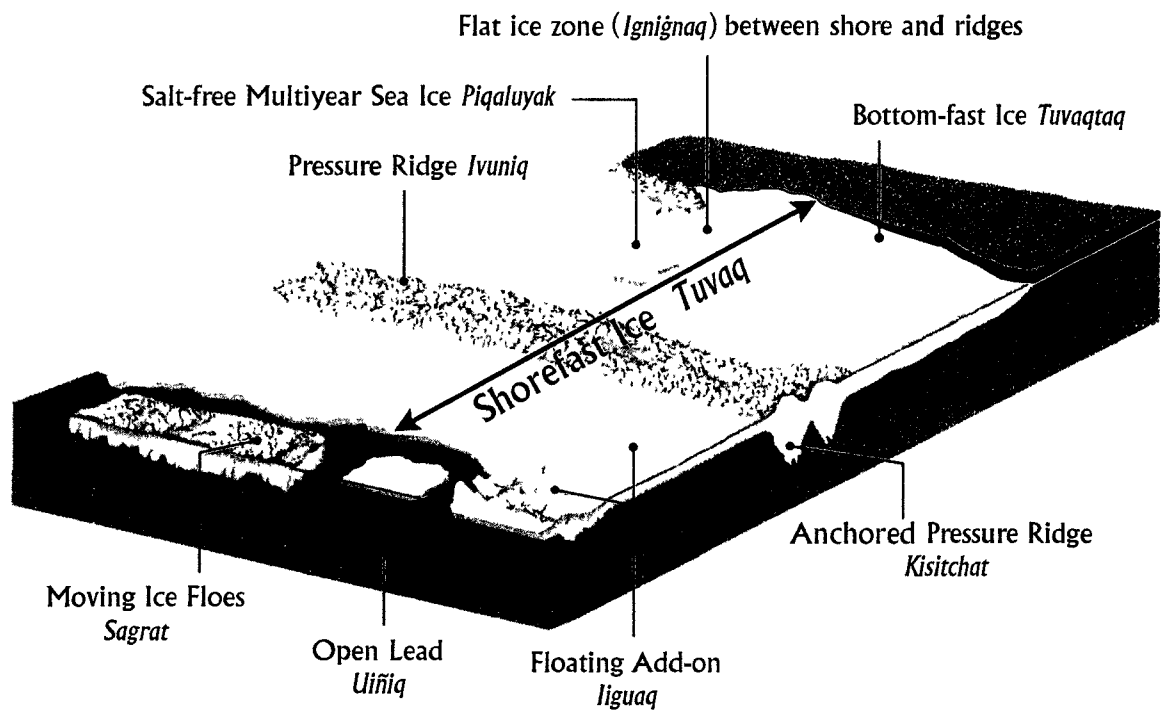 Flat ice zone (Igniġnaq) between shore and ridges
Salt-free Multiyear Sea Ice Piqaluyak
Bottom-fast Ice Tuvaqtaq
Pressure Ridge Ivuniq
Shorefast Ice Tuvaq
Anchored Pressure Ridge
Kisitchat
Moving Ice Floes
Sagrat
Open Lead
Uiñiq
Floating Add-on
Iiguaq